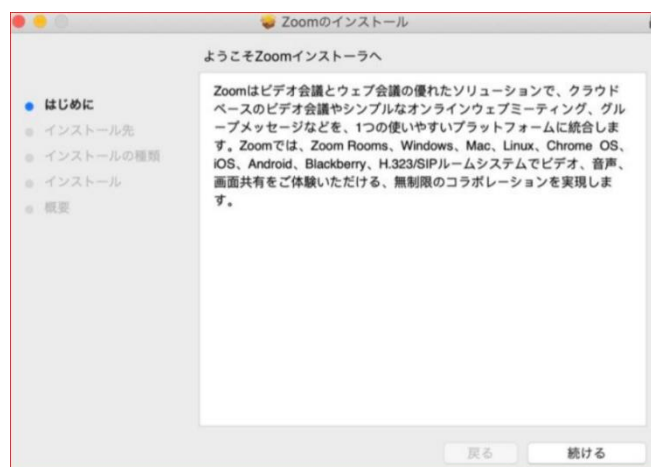 Zoomのインストール
ようこそZoomインストーラへ
はじめに
インストール先
インストールの種類
インストール
概要
Zoomはビデオ会議とウェブ会議の優れたソリューションで、クラウド
ベースのビデオ会議やシンプルなオンラインウェブミーティング、グル
ープメッセージなどを、1つの使いやすいプラットフォームに統合しま
す。Zoomでは、Zoom Rooms、Windows、Mac、Linux、Chrome OS、
iOS、Android、Blackberry、H.323/SIPルームシステムでビデオ、音声、
画面共有をご体験いただける、無制限のコラボレーションを実現しま
す。
戻る
続ける